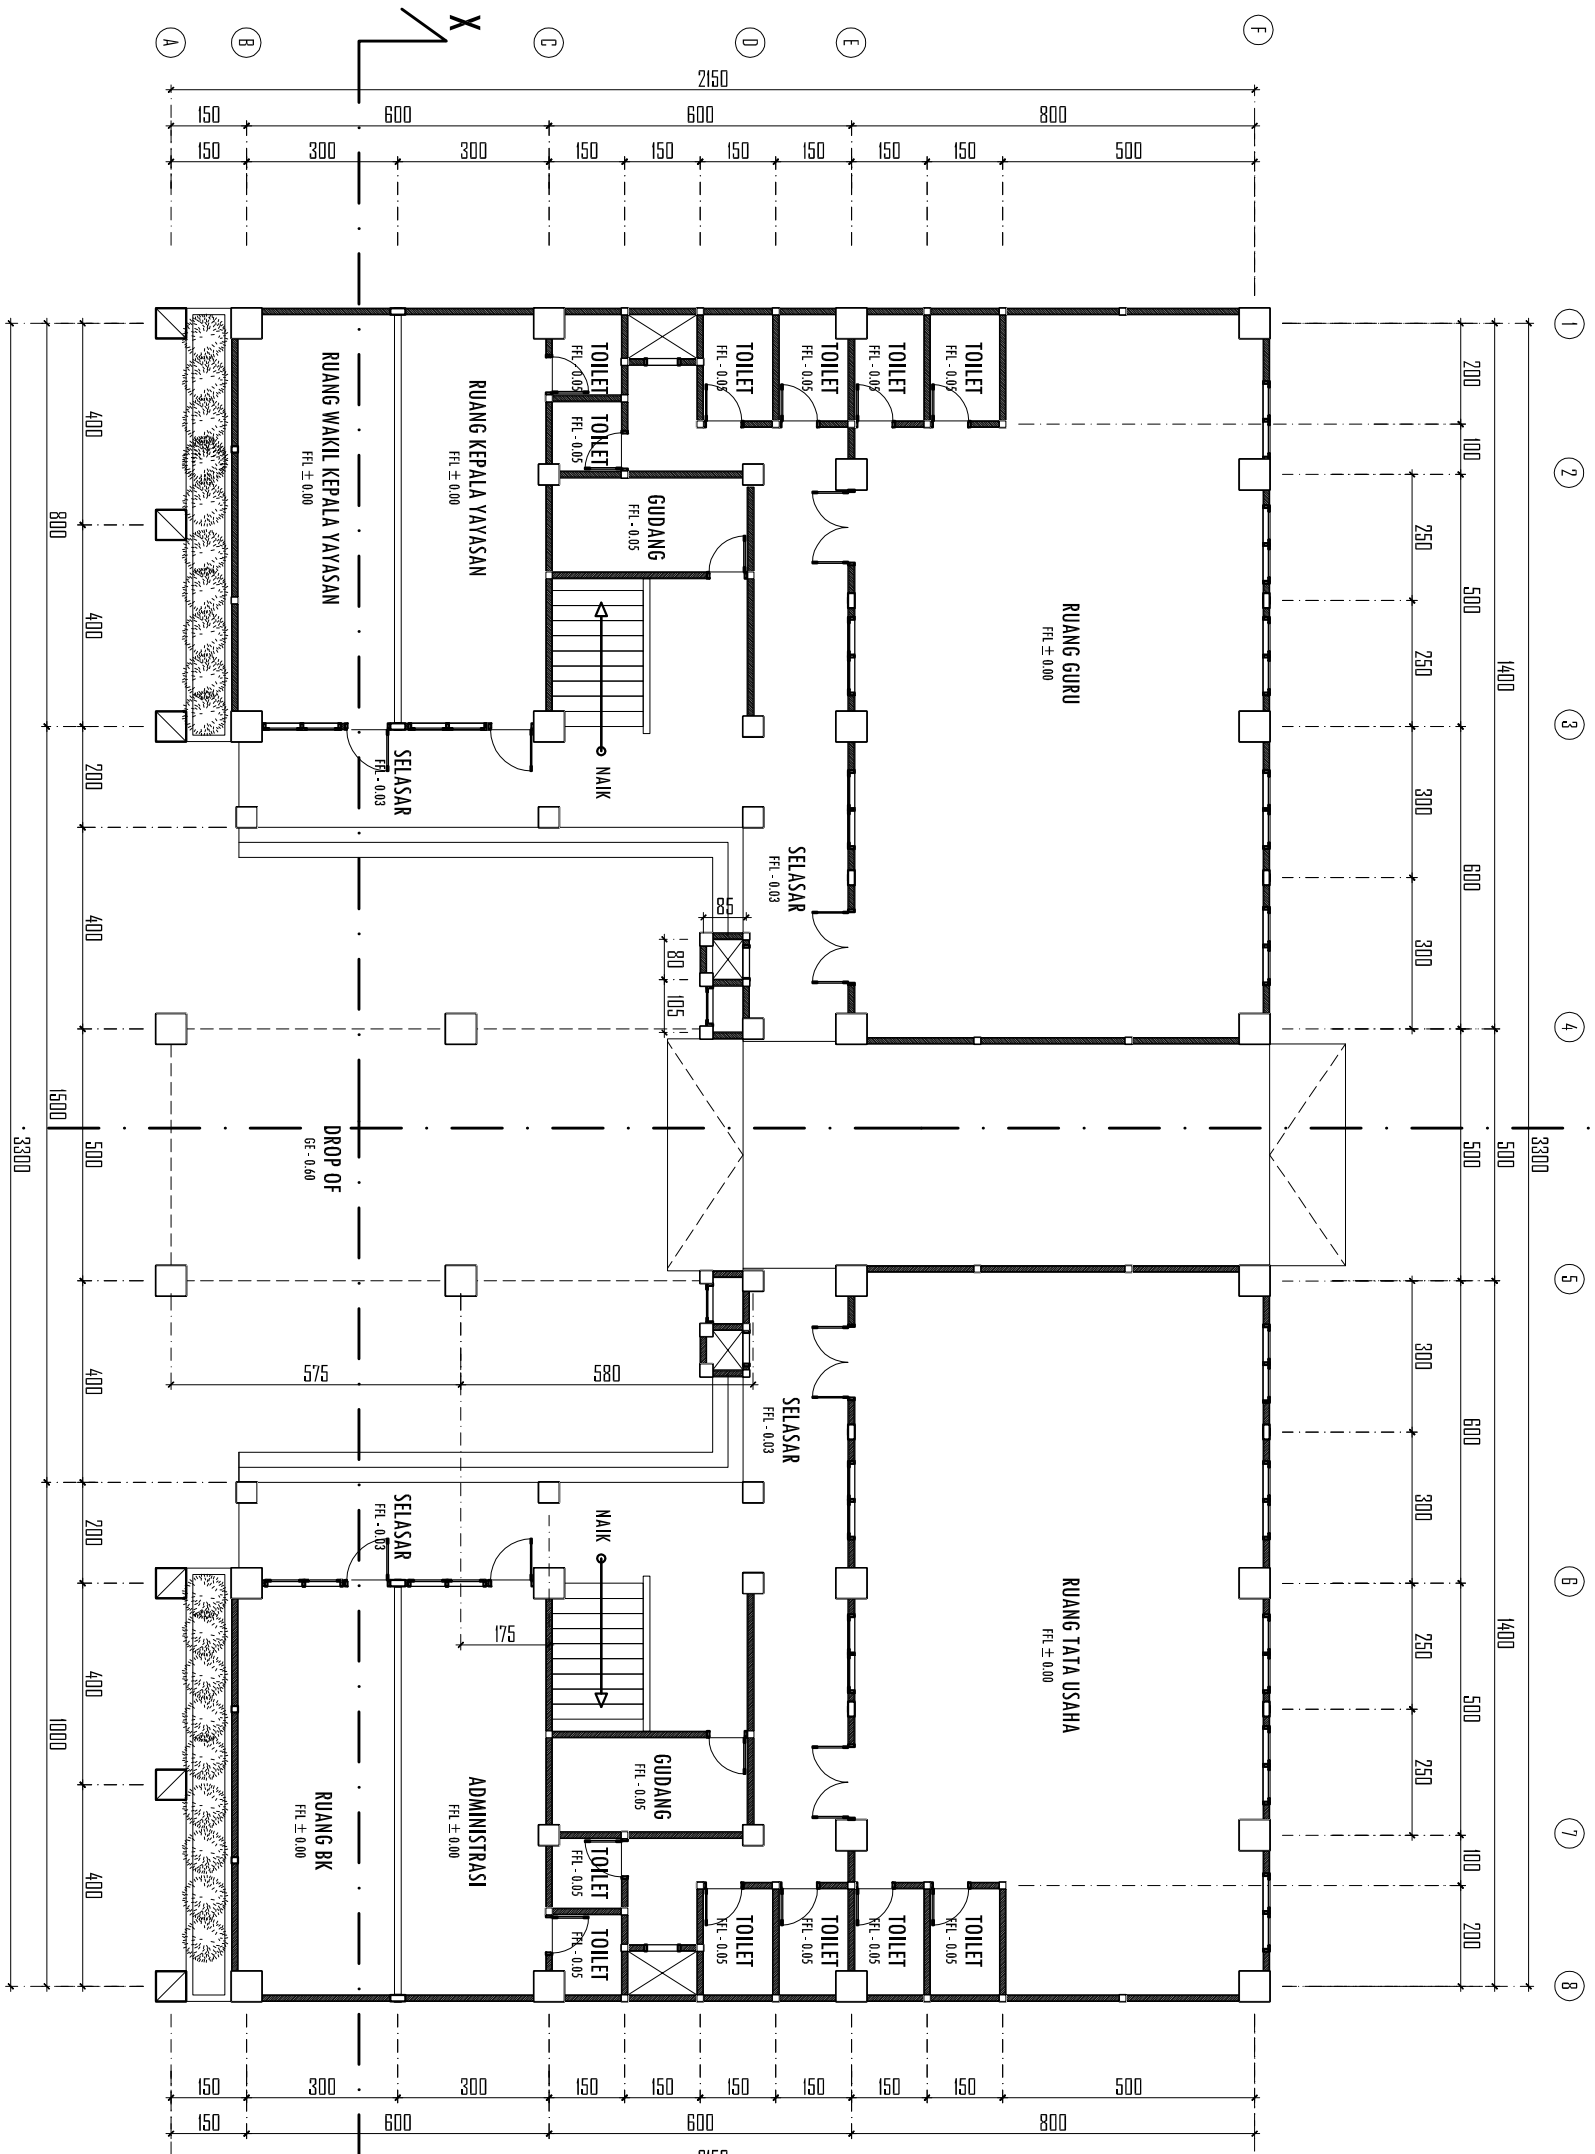 X
A
B
C
D
E
F
2150
150
600
600
800
150
300
300
150
150
150
150
150
150
500
1
2
3
4
5
6
7
8
200
100
250
500
250
1400
300
600
300
500
500
3300
300
600
300
250
500
250
1400
100
200
400
800
400
200
400
1500
500
3300
400
200
400
1000
400
RUANG WAKIL KEPALA YAYASAN
FFL ± 0.00
RUANG KEPALA YAYASAN
FFL ± 0.00
TOILET
FFL - 0.05
TOILET
FFL - 0.05
TOILET
FFL - 0.05
TOILET
FFL - 0.05
TOILET
FFL - 0.05
TOILET
FFL - 0.05
GUDANG
FFL - 0.05
RUANG GURU
FFL ± 0.00
NAIK
SELASAR
FFL - 0.03
SELASAR
FFL - 0.03
85
80
105
DROP OF
GE - 0.60
575
580
SELASAR
FFL - 0.03
SELASAR
FFL - 0.03
NAIK
175
RUANG TATA USAHA
FFL ± 0.00
RUANG BK
FFL ± 0.00
ADMINISTRASI
FFL ± 0.00
GUDANG
FFL - 0.05
TOILET
FFL - 0.05
TOILET
FFL - 0.05
TOILET
FFL - 0.05
TOILET
FFL - 0.05
TOILET
FFL - 0.05
TOILET
FFL - 0.05
150
300
300
150
150
150
150
150
150
500
150
600
600
800